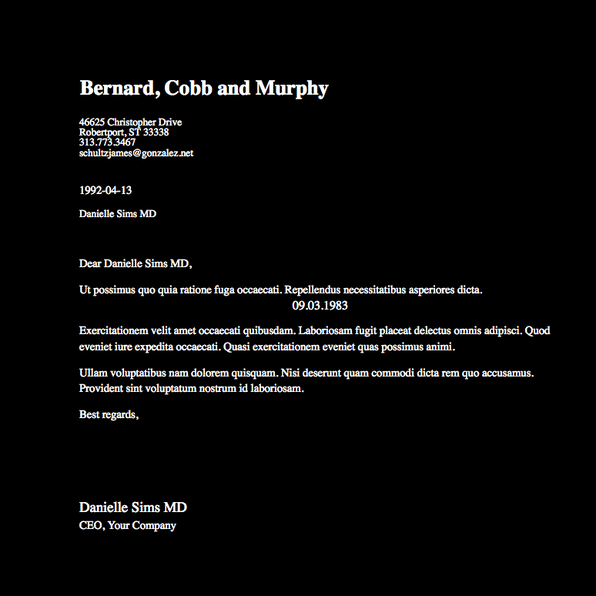 Bernard, Cobb and Murphy
46625 Christopher Drive
Robertport, ST 33338
313.773.3467
schultzjames@gonzalez.net
1992-04-13
Danielle Sims MD
Dear Danielle Sims MD,
Ut possimus quo quia ratione fuga occaecati. Repellendus necessitatibus asperiores dicta.
09.03.1983
Exercitationem velit amet occaecati quibusdam. Laboriosam fugit placeat delectus omnis adipisci. Quod
eveniet iure expedita occaecati. Quasi exercitationem eveniet quas possimus animi.
Ullam voluptatibus nam dolorem quisquam. Nisi deserunt quam commodi dicta rem quo accusamus.
Provident sint voluptatum nostrum id laboriosam.
Best regards,
Danielle Sims MD
CEO, Your Company